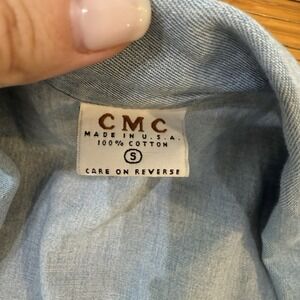 CMC
MADE IN U.S.A.
100% COTTON
S
CARE ON REVERSE